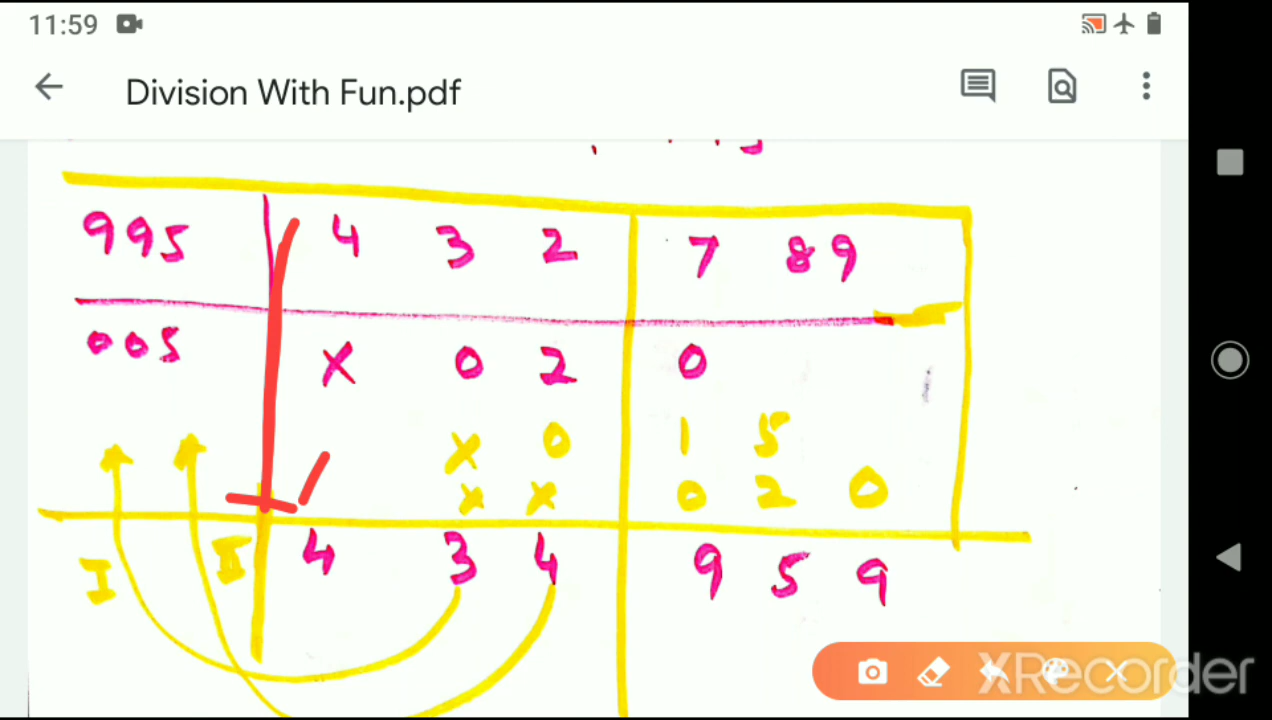 11:59
Division With Fun.pdf
995 4 3 2 7 8 9
005 x 0 2 0
x 0 1 5
x x 0 2 0
I II 4 3 4 9 5 9
XRecorder